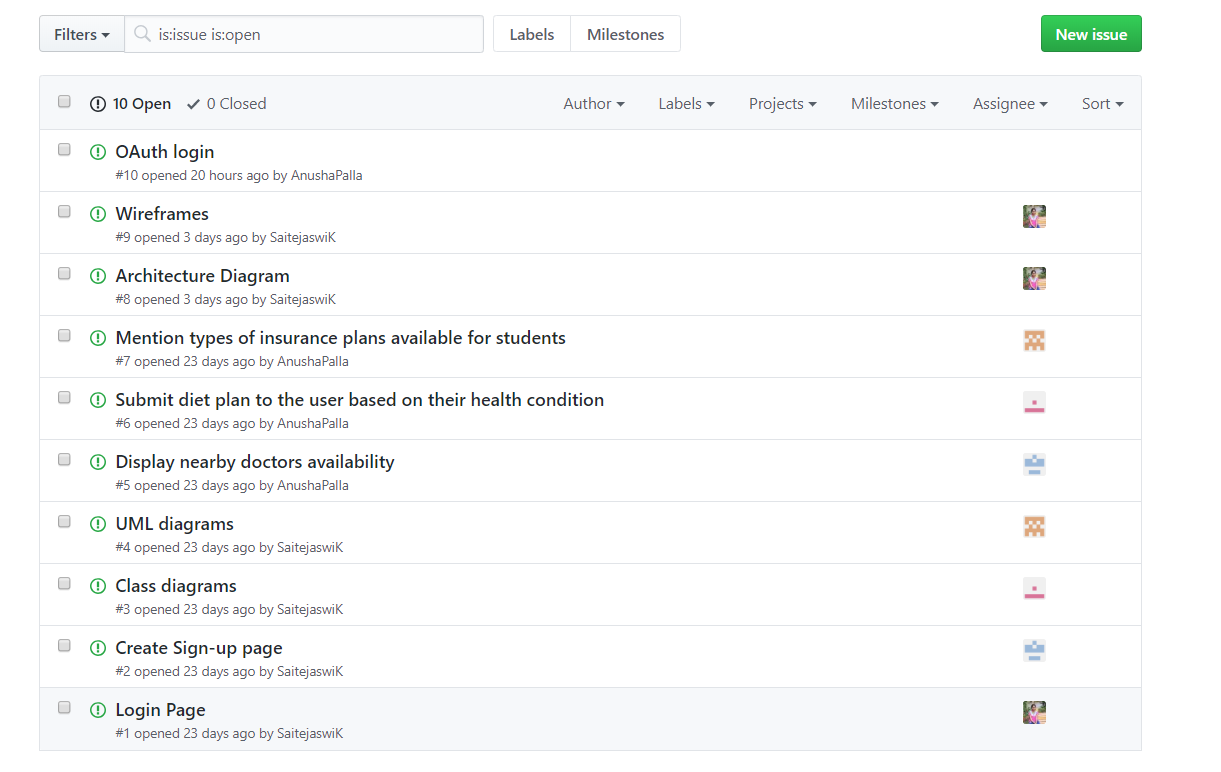 Filters is:issue is:open Labels Milestones New issue
10 Open 0 Closed Author Labels Projects Milestones Assignee Sort
OAuth login
#10 opened 20 hours ago by AnushaPalla
Wireframes
#9 opened 3 days ago by SaitejaswiK
Architecture Diagram
#8 opened 3 days ago by SaitejaswiK
Mention types of insurance plans available for students
#7 opened 23 days ago by AnushaPalla
Submit diet plan to the user based on their health condition
#6 opened 23 days ago by AnushaPalla
Display nearby doctors availability
#5 opened 23 days ago by AnushaPalla
UML diagrams
#4 opened 23 days ago by SaitejaswiK
Class diagrams
#3 opened 23 days ago by SaitejaswiK
Create Sign-up page
#2 opened 23 days ago by SaitejaswiK
Login Page
#1 opened 23 days ago by SaitejaswiK